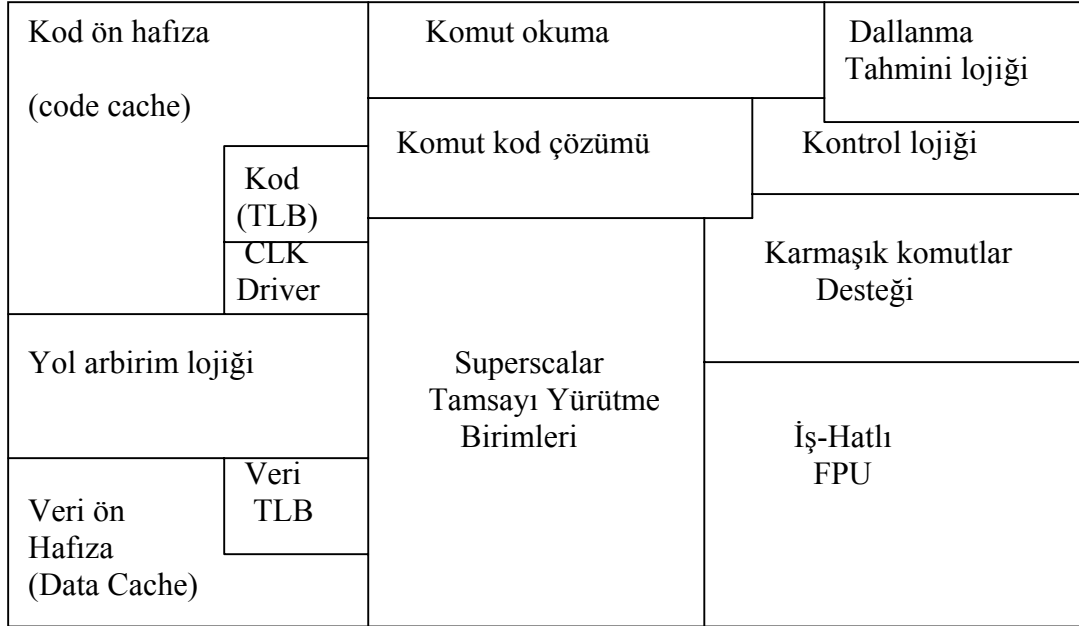 Kod ön hafıza
(code cache)
Kod
(TLB)
CLK
Driver
Yol arbirim lojiği
Veri
TLB
Veri ön
Hafıza
(Data Cache)
Komut okuma
Komut kod çözümü
Superscalar
Tamsayı Yürütme
Birimleri
Dallanma
Tahmini lojiği
Kontrol lojiği
Karmaşık komutlar
Desteği
İş-Hatlı
FPU